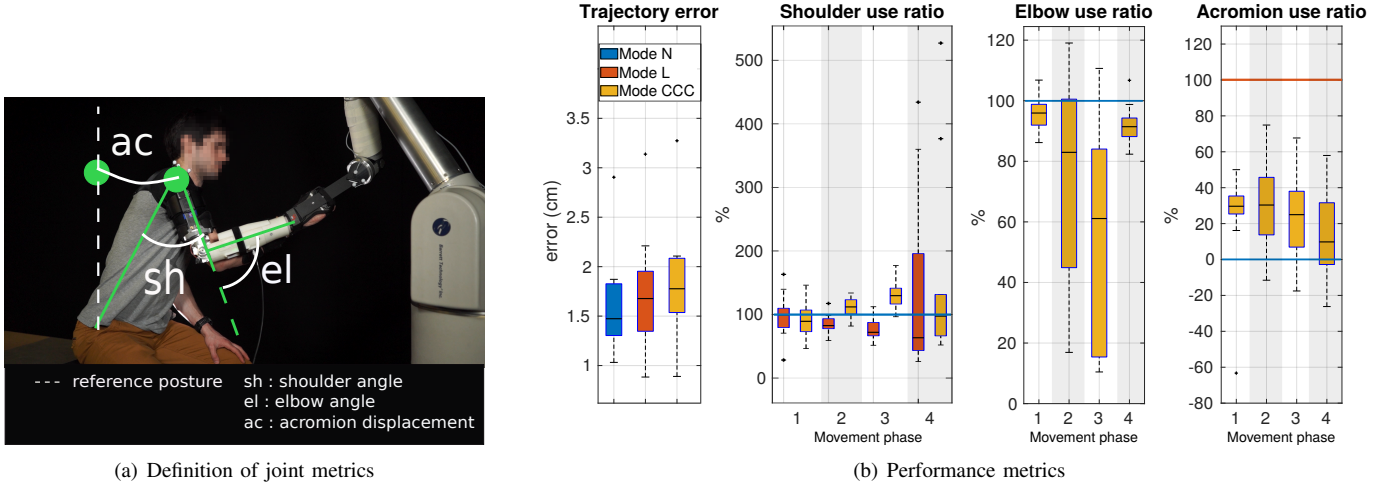 ac
sh
el
Barrett Technology Inc.
--- reference posture
sh : shoulder angle
el : elbow angle
ac : acromion displacement
(a) Definition of joint metrics
Trajectory error
Mode N
Mode L
Mode CCC
error (cm)
3.5
3
2.5
2
1.5
1
Shoulder use ratio
%
500
400
300
200
100
0
1 2 3 4
Movement phase
Elbow use ratio
%
120
100
80
60
40
20
0
1 2 3 4
Movement phase
Acromion use ratio
%
120
100
80
60
40
20
0
-20
-40
-60
-80
1 2 3 4
Movement phase
(b) Performance metrics